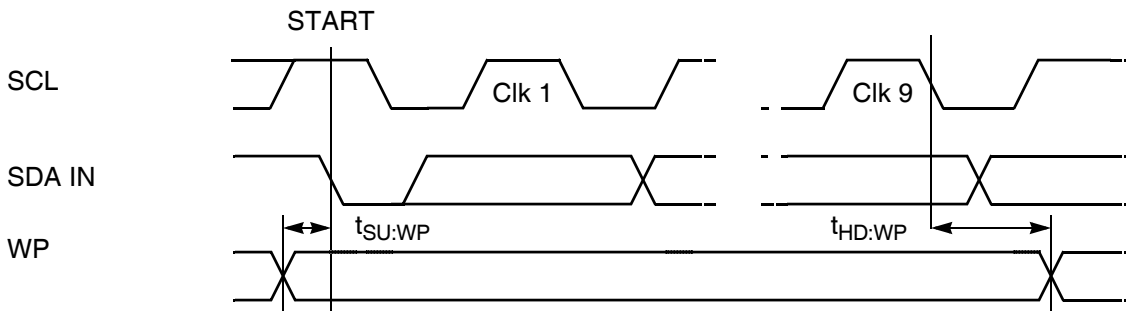 START
SCL
Clk 1
Clk 9
SDA IN
tSU:WP
tHD:WP
WP